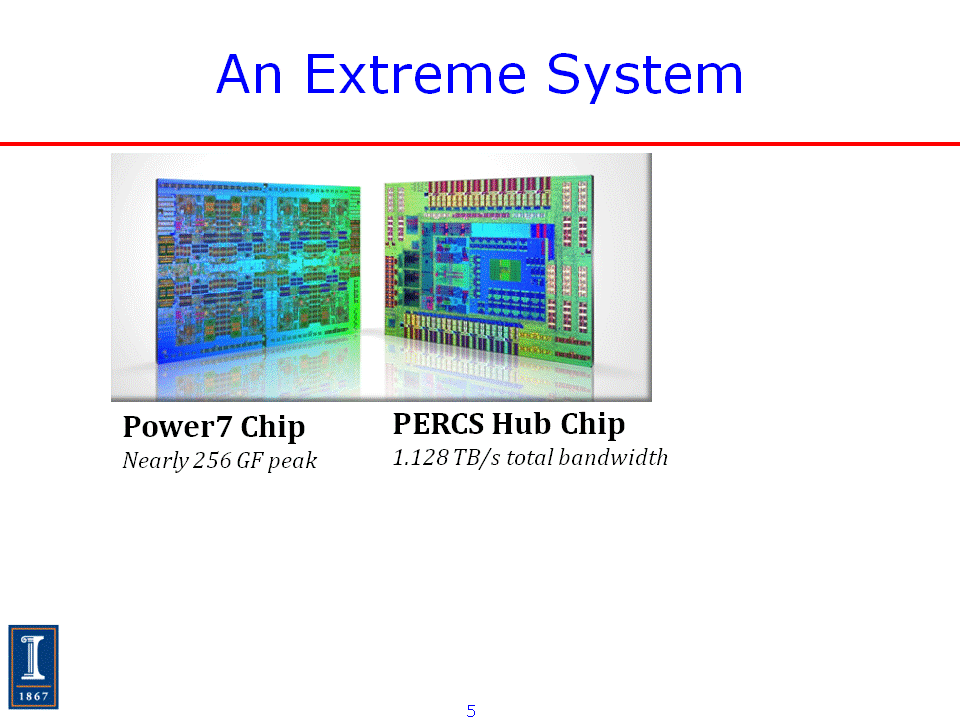 An Extreme System
Power7 Chip
Nearly 256 GF peak
PERCS Hub Chip
1.128 TB/s total bandwidth
I
1867
5